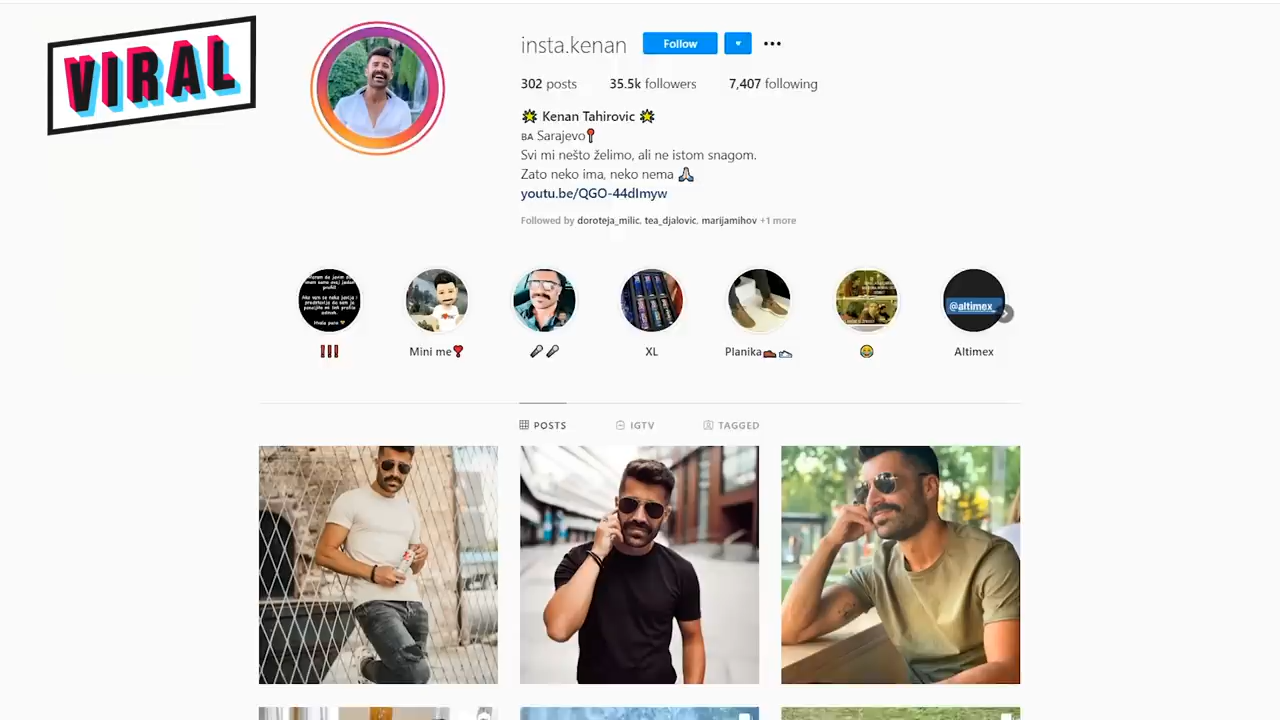 VIRAL
insta.kenan Follow
302 posts 35.5k followers 7,407 following
Kenan Tahirovic
BA Sarajevo
Svi mi nešto želimo, ali ne istom snagom.
Zato neko ima, neko nema
youtu.be/QGO-44dImyw
Followed by doroteja_milic, tea_djalovic, marijamihov +1 more
@altimex_
Mini me XL Planika Altimex
POSTS IGTV TAGGED